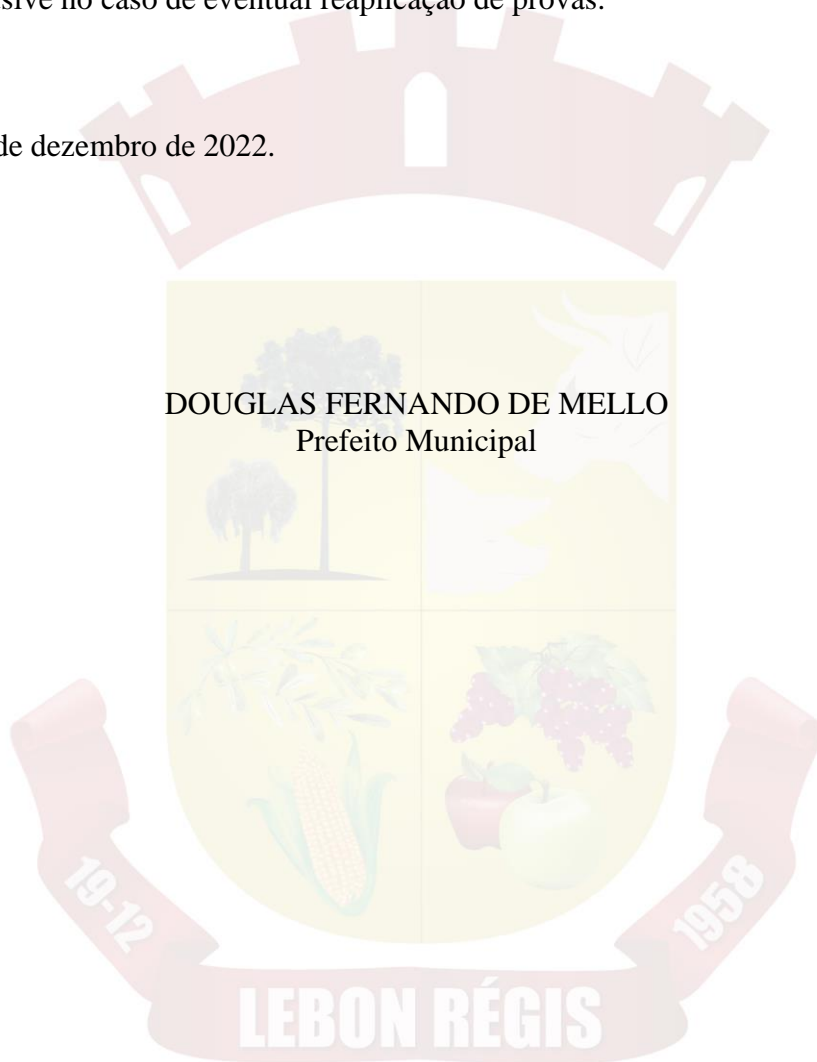 no caso de eventual reaplicação de provas.
de dezembro de 2022.
DOUGLAS FERNANDO DE MELLO
Prefeito Municipal
19-12
1958
LEBON RÉGIS